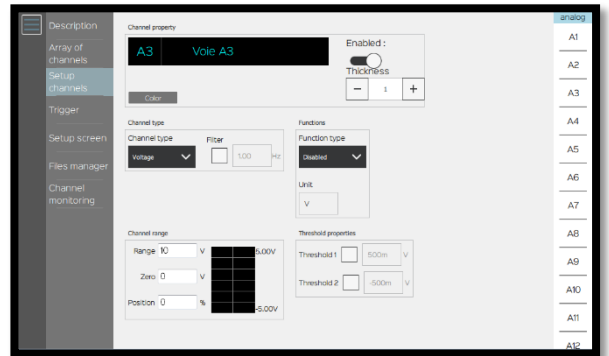 Description
Array of
channels
Setup
channels
Trigger
Setup screen
Files manager
Channel
monitoring
Channel property
A3 Voie A3
Color
Enabled :
Thickness
− 1 +
Channel type
Channel type Filter
Voltage 1.00 Hz
Functions
Function type
Disabled
Unit
V
Channel range
Range 10 V 5.00V
Zero 0 V
Position 0 % -5.00V
Threshold properties
Threshold 1 500m V
Threshold 2 -500m V
analog
A1
A2
A3
A4
A5
A6
A7
A8
A9
A10
A11
A12